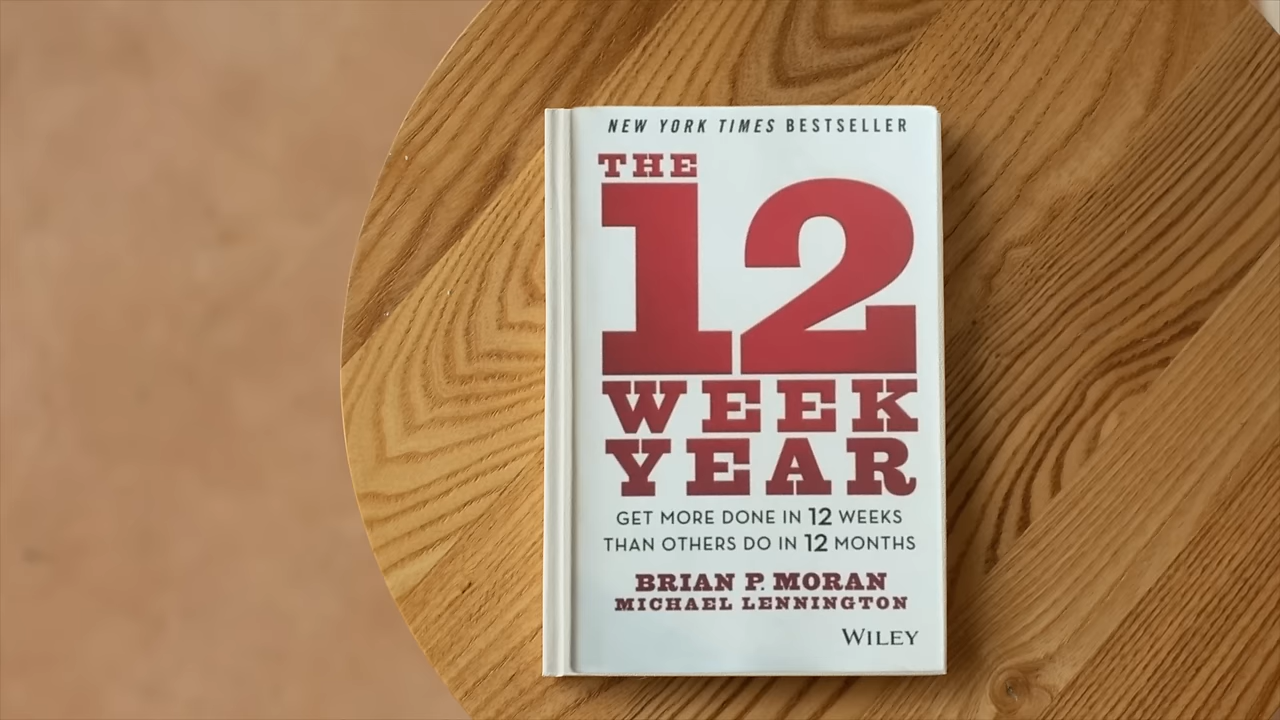 NEW YORK TIMES BESTSELLER
THE
12
WEEK
YEAR
GET MORE DONE IN 12 WEEKS
THAN OTHERS DO IN 12 MONTHS
BRIAN P. MORAN
MICHAEL LENNINGTON
WILEY